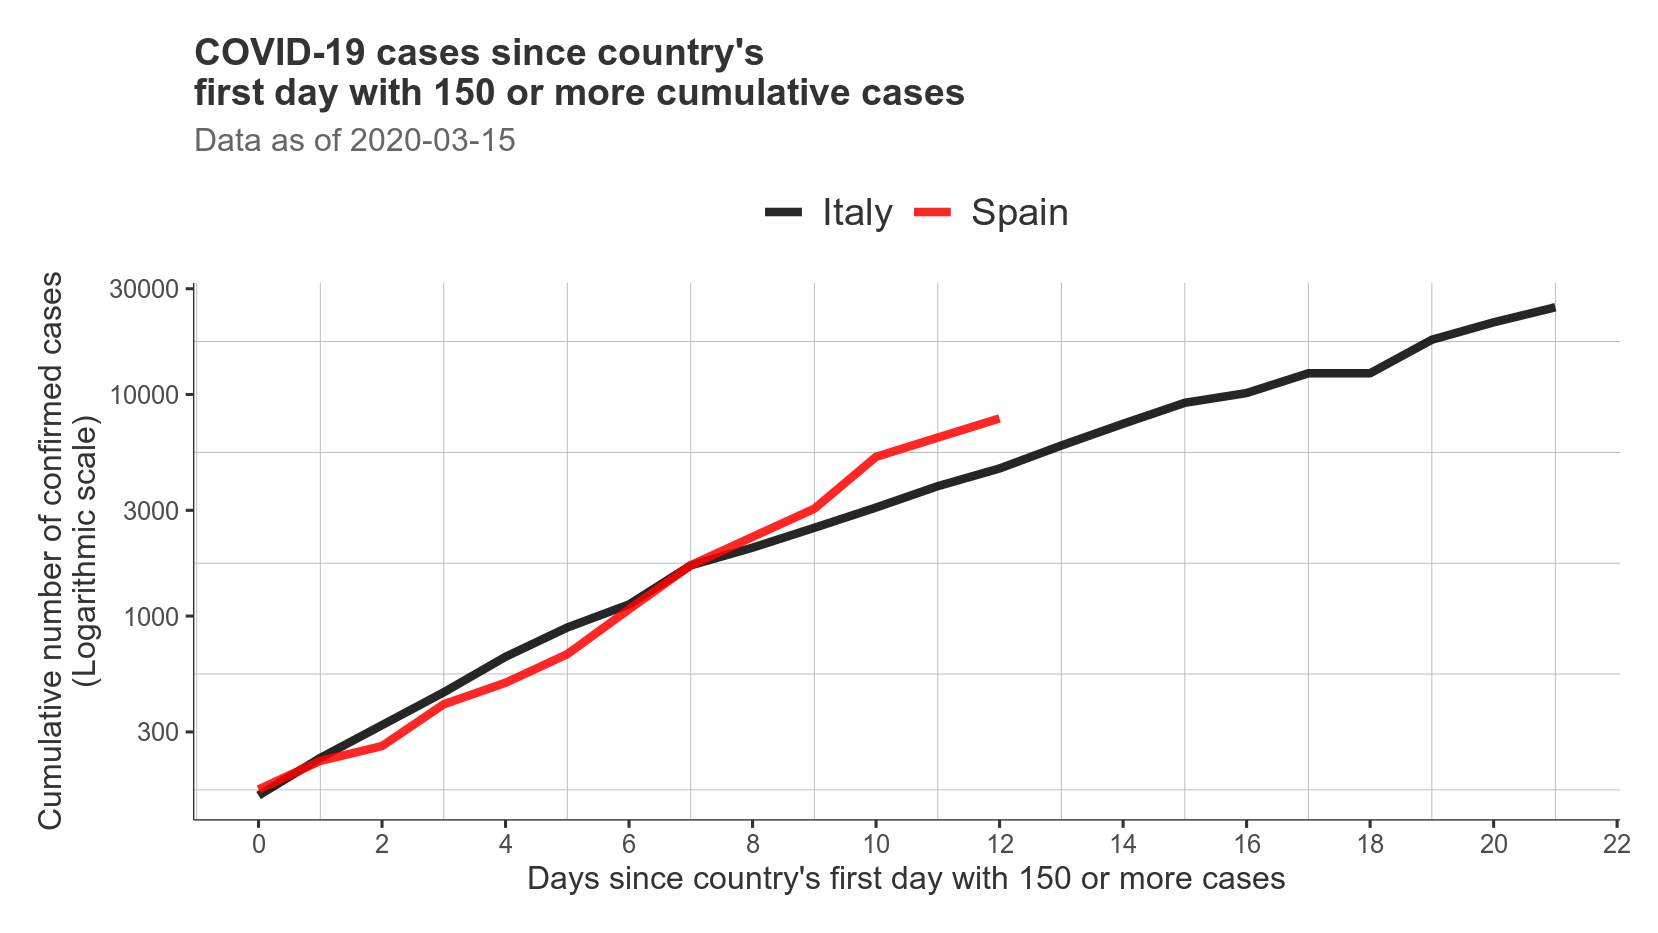 COVID-19 cases since country's
first day with 150 or more cumulative cases
Data as of 2020-03-15
Italy Spain
Cumulative number of confirmed cases
(Logarithmic scale)
30000
10000
3000
1000
300
0 2 4 6 8 10 12 14 16 18 20 22
Days since country's first day with 150 or more cases